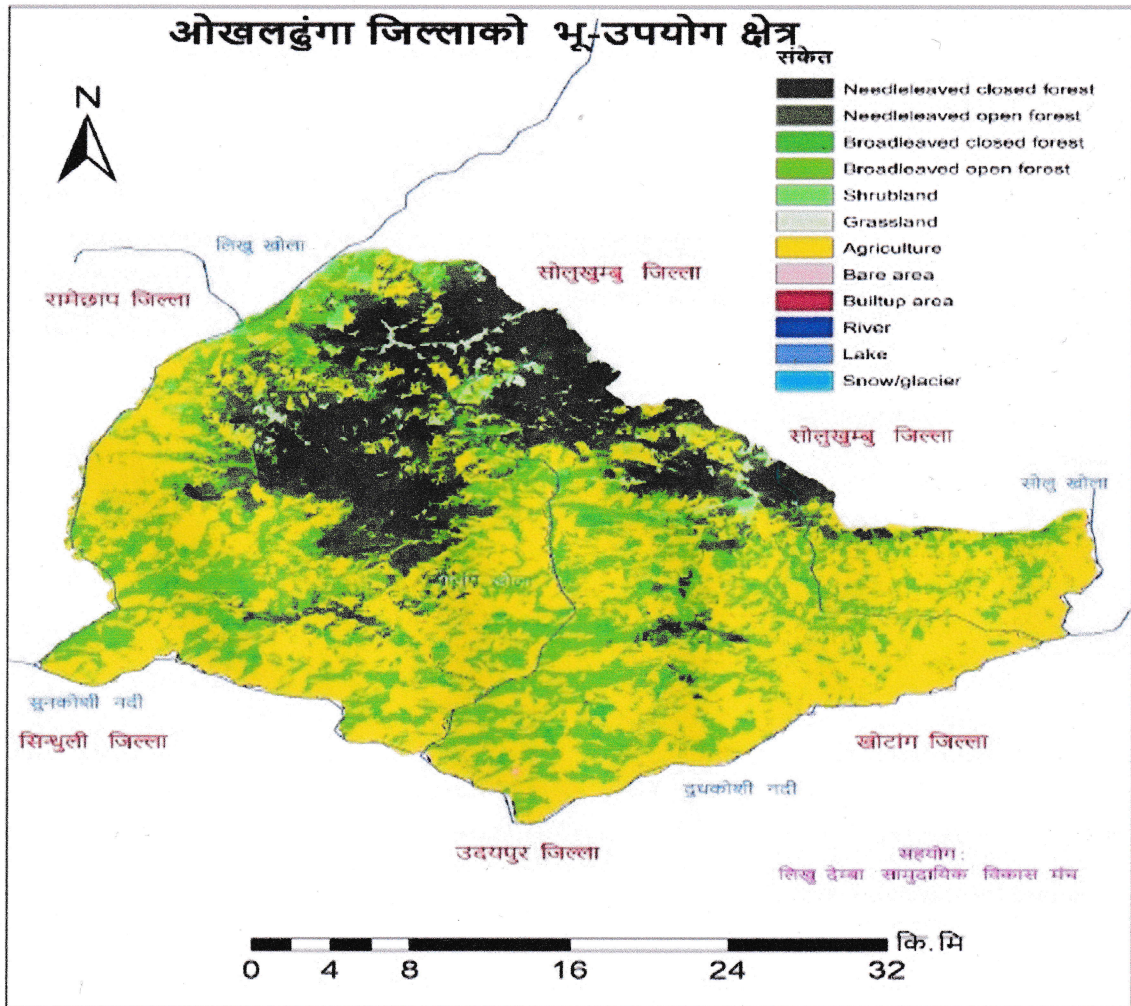 ओखलढुंगा जिल्लाको भू-उपयोग क्षेत्र
संकेत
N
Needleleaved closed forest
Needleleaved open forest
Broadleaved closed forest
Broadleaved open forest
Shrubland
Grassland
Agriculture
Bare area
Builtup area
River
Lake
Snow/glacier
लिखु खोला
सोलुखुम्बु जिल्ला
रामेछाप जिल्ला
सोलुखुम्बु जिल्ला
सोलु खोला
खोला
सूनकोशी नदी
सिन्धुली जिल्ला
खोटांग जिल्ला
दुधकोशी नदी
उदयपुर जिल्ला
सहयोग:
लिखु देम्बा सामुदायिक विकास मंच
कि.मि
0 4 8 16 24 32